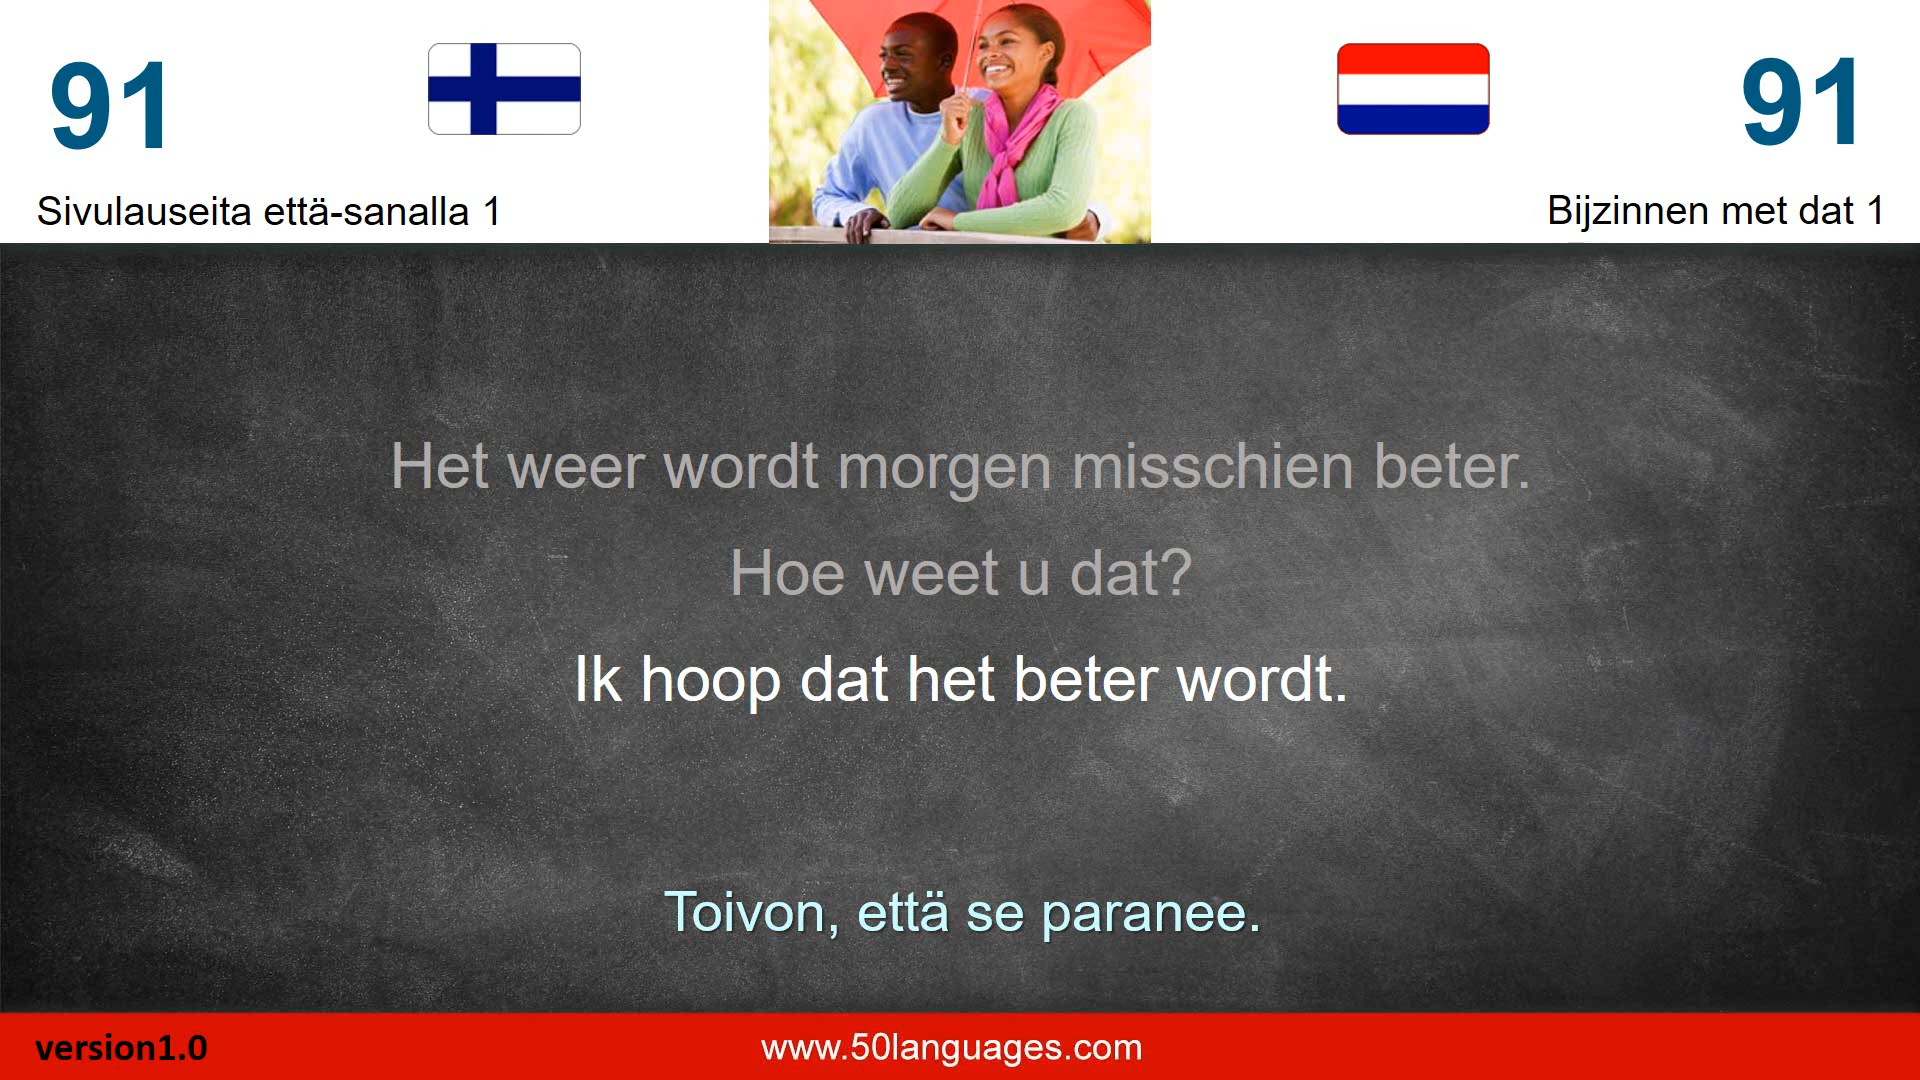 91
91
Sivulauseita että-sanalla 1
Bijzinnen met dat 1
Het weer wordt morgen misschien beter.
Hoe weet u dat?
Ik hoop dat het beter wordt.
Toivon, että se paranee.
version1.0
www.50languages.com